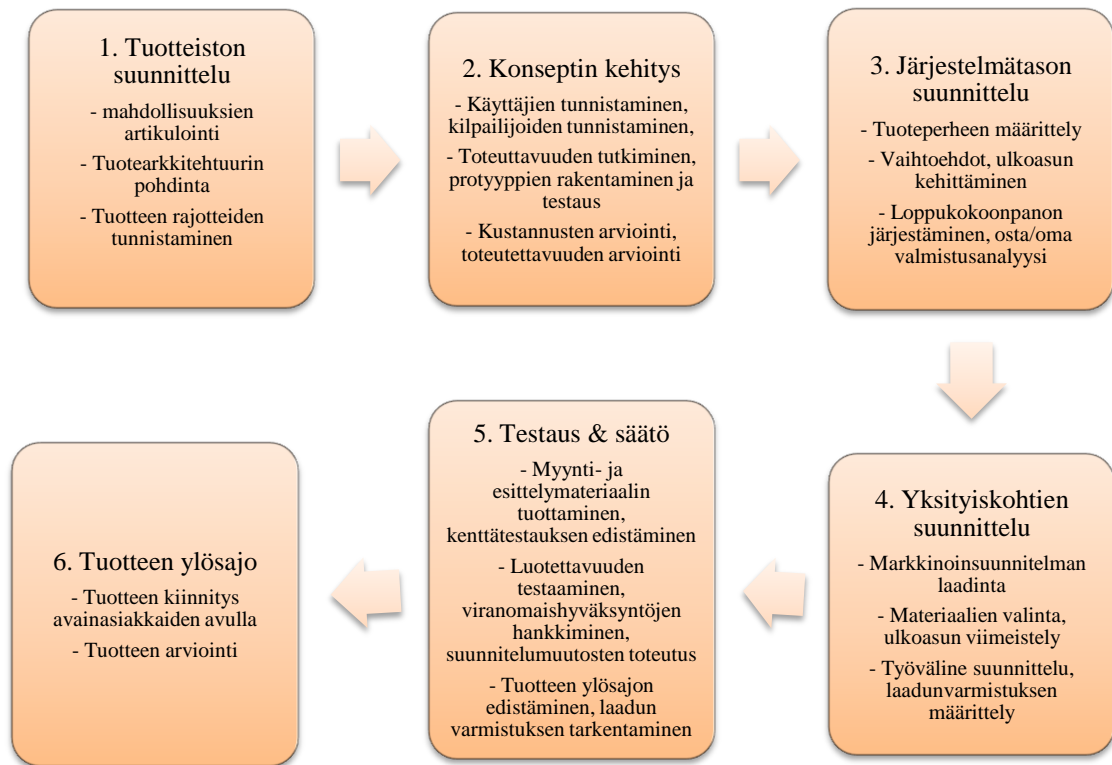 1. Tuotteiston
suunnittelu
- mahdollisuuksien
artikulointi
- Tuotearkkitehtuurin
pohdinta
- Tuotteen rajotteiden
tunnistaminen
2. Konseptin kehitys
- Käyttäjien tunnistaminen,
kilpailijoiden tunnistaminen,
- Toteuttavuuden tutkiminen,
protyyppien rakentaminen ja
testaus
- Kustannusten arviointi,
toteutettavuuden arviointi
3. Järjestelmätason
suunnittelu
- Tuoteperheen määrittely
- Vaihtoehdot, ulkoasun
kehittäminen
- Loppukokoonpanon
järjestäminen, osta/oma
valmistusanalyysi
4. Yksityiskohtien
suunnittelu
- Markkinoinsuunnitelman
laadinta
- Materiaalien valinta,
ulkoasun viimeistely
- Työväline suunnittelu,
laadunvarmistuksen
määrittely
5. Testaus & säätö
- Myynti- ja
esittelymateriaalin
tuottaminen,
kenttätestauksen edistäminen
- Luotettavuuden
testaaminen,
viranomaishyväksyntöjen
hankkiminen,
suunnitelumuutosten toteutus
- Tuotteen ylösajon
edistäminen, laadun
varmistuksen tarkentaminen
6. Tuotteen ylösajo
- Tuotteen kiinnitys
avainasiakkaiden avulla
- Tuotteen arviointi